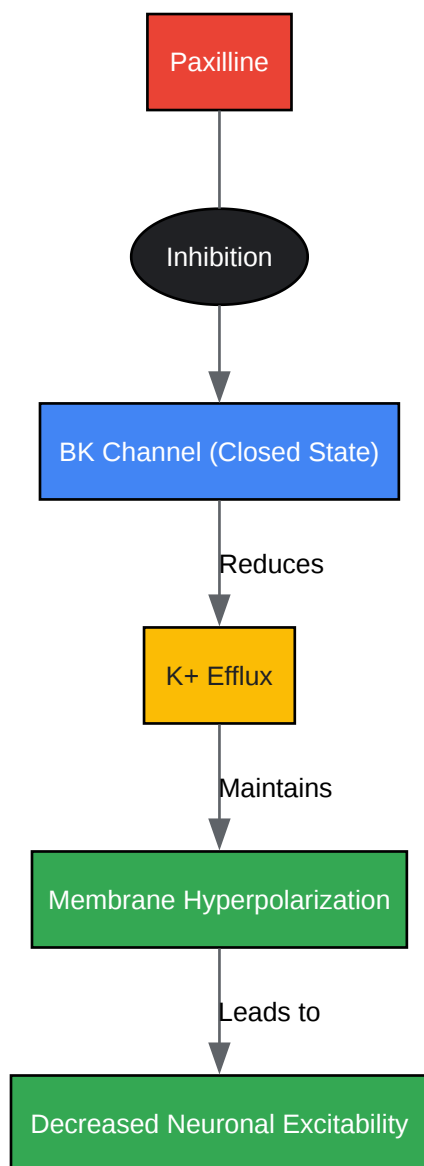 Paxilline
Inhibition
BK Channel (Closed State)
Reduces
K+ Efflux
Maintains
Membrane Hyperpolarization
Leads to
Decreased Neuronal Excitability